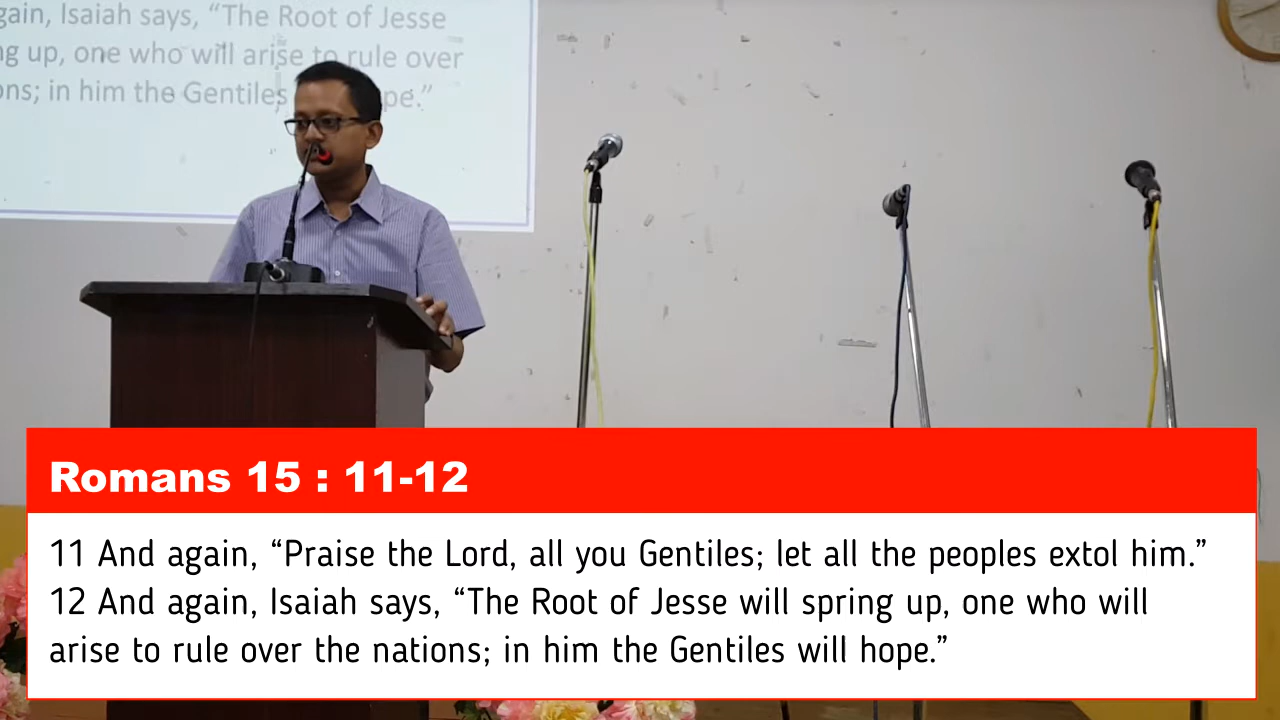 gain, Isaiah says, “The Root of Jesse
ng up, one who will arise to rule over
ons; in him the Gentiles pe.”
Romans 15 : 11-12
11 And again, “Praise the Lord, all you Gentiles; let all the peoples extol him.”
12 And again, Isaiah says, “The Root of Jesse will spring up, one who will
arise to rule over the nations; in him the Gentiles will hope.”